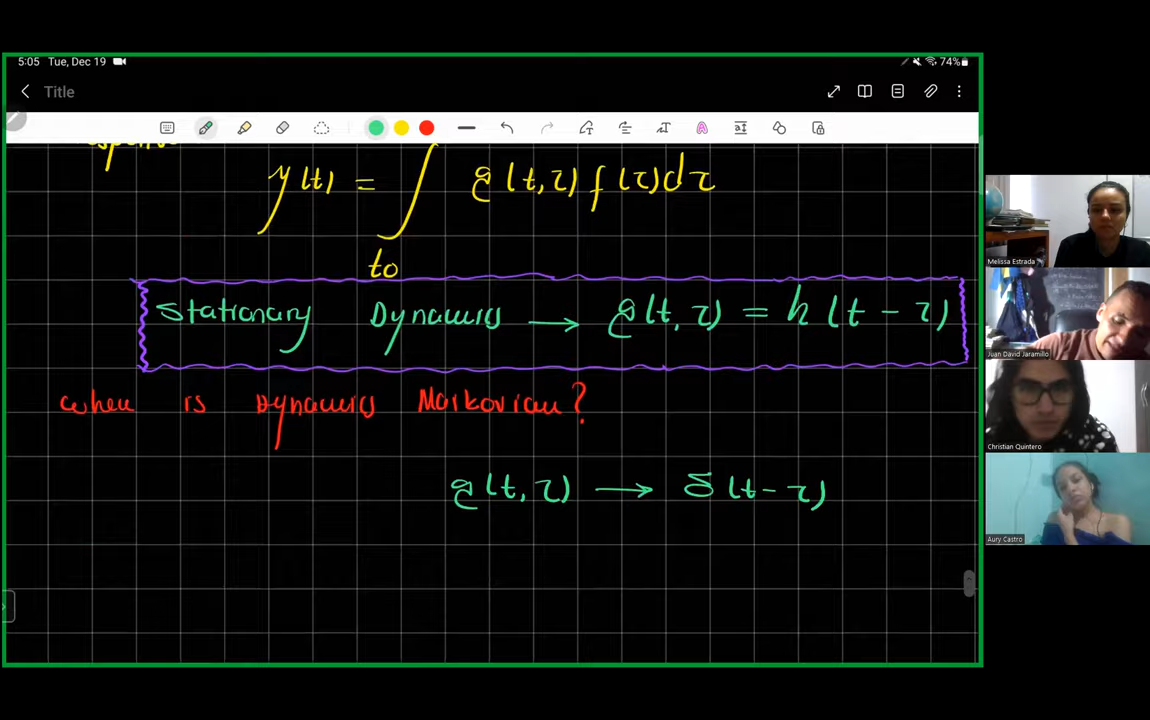 5:05 Tue, Dec 19
74%
Title
y(t) = ∫ g(t,τ) f(τ)dτ
to
Stationary Dynamics → g(t,τ) = h(t-τ)
when is Dynamics Markovian?
g(t,τ) → δ(t-τ)
Melissa Estrada
Juan David Jaramillo
Christian Quintero
Aury Castro